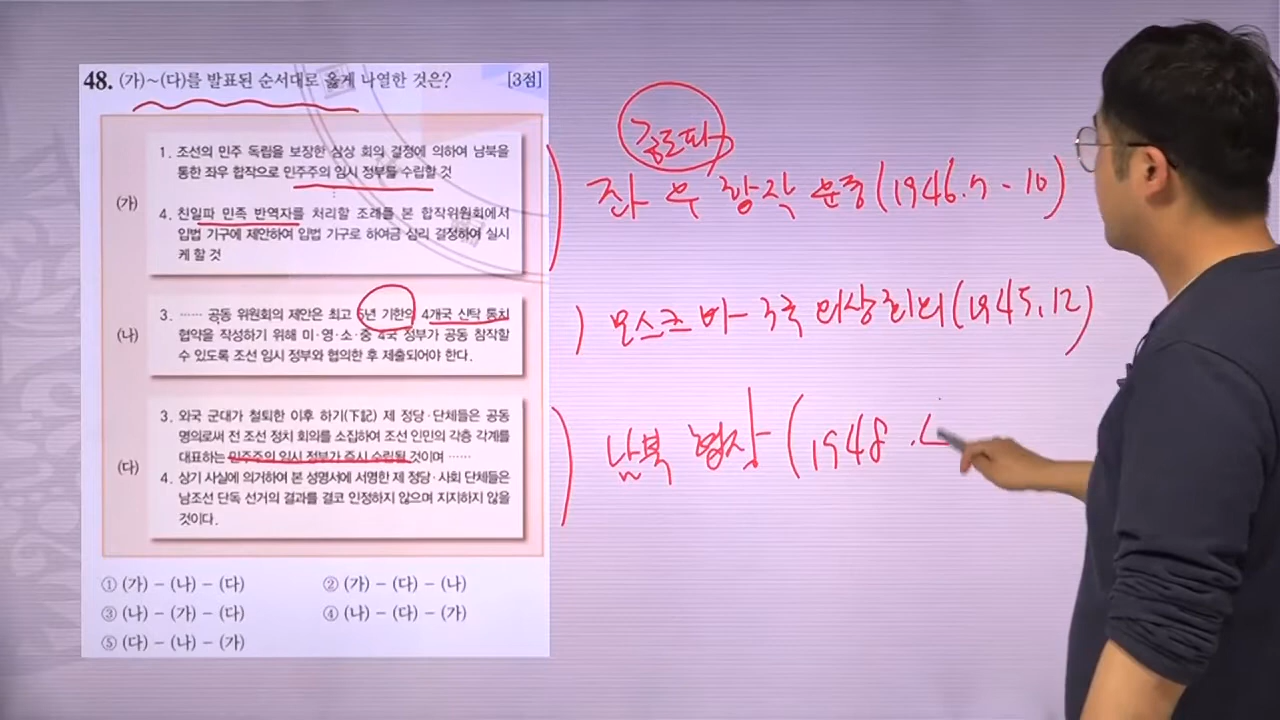 48. (가)~(다)를 발표된 순서대로 옳게 나열한 것은? [3점]
(가)
1. 조선의 민주 독립을 보장한 삼상 회의 결정에 의하여 남북을
통한 좌우 합작으로 민주주의 임시 정부를 수립할 것
⋮
4. 친일파 민족 반역자를 처리할 조례를 본 합작위원회에서
입법 기구에 제안하여 입법 기구로 하여금 심리 결정하여 실시
케 할 것
(나)
3. …… 공동 위원회의 제안은 최고 5년 기한의 4개국 신탁 통치
협약을 작성하기 위해 미·영·소·중 4국 정부가 공동 참작할
수 있도록 조선 임시 정부와 협의한 후 제출되어야 한다.
(다)
3. 외국 군대가 철퇴한 이후 하기(下記) 제 정당·단체들은 공동
명의로써 전 조선 정치 회의를 소집하여 조선 인민의 각층 각계를
대표하는 민주주의 임시 정부가 즉시 수립될 것이며 ……
4. 상기 사실에 의거하여 본 성명서에 서명한 제 정당·사회 단체들은
남조선 단독 선거의 결과를 결코 인정하지 않으며 지지하지 않을
것이다.
① (가) – (나) – (다) ② (가) – (다) – (나)
③ (나) – (가) – (다) ④ (나) – (다) – (가)
⑤ (다) – (나) – (가)
중도파
좌 우 합작 운동 (1946.7-10)
모스크바 3국 외상회의 (1945.12)
남북 협상 (1948.4